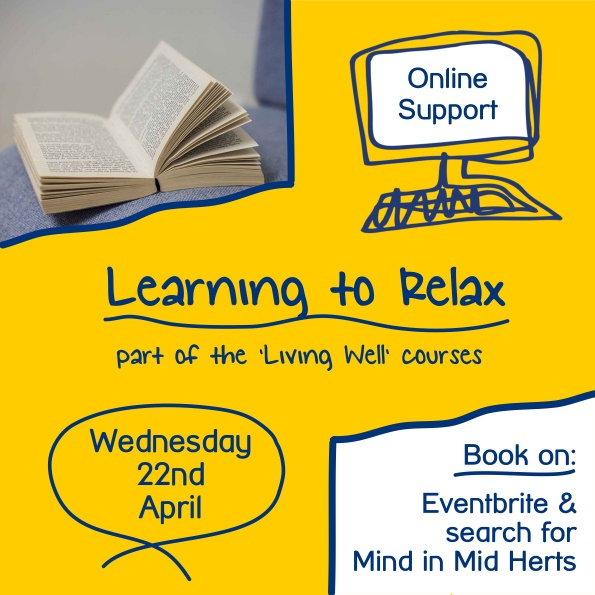 Online
Support
Learning to Relax
part of the 'Living Well' courses
Wednesday
22nd
April
Book on:
Eventbrite &
search for
Mind in Mid Herts